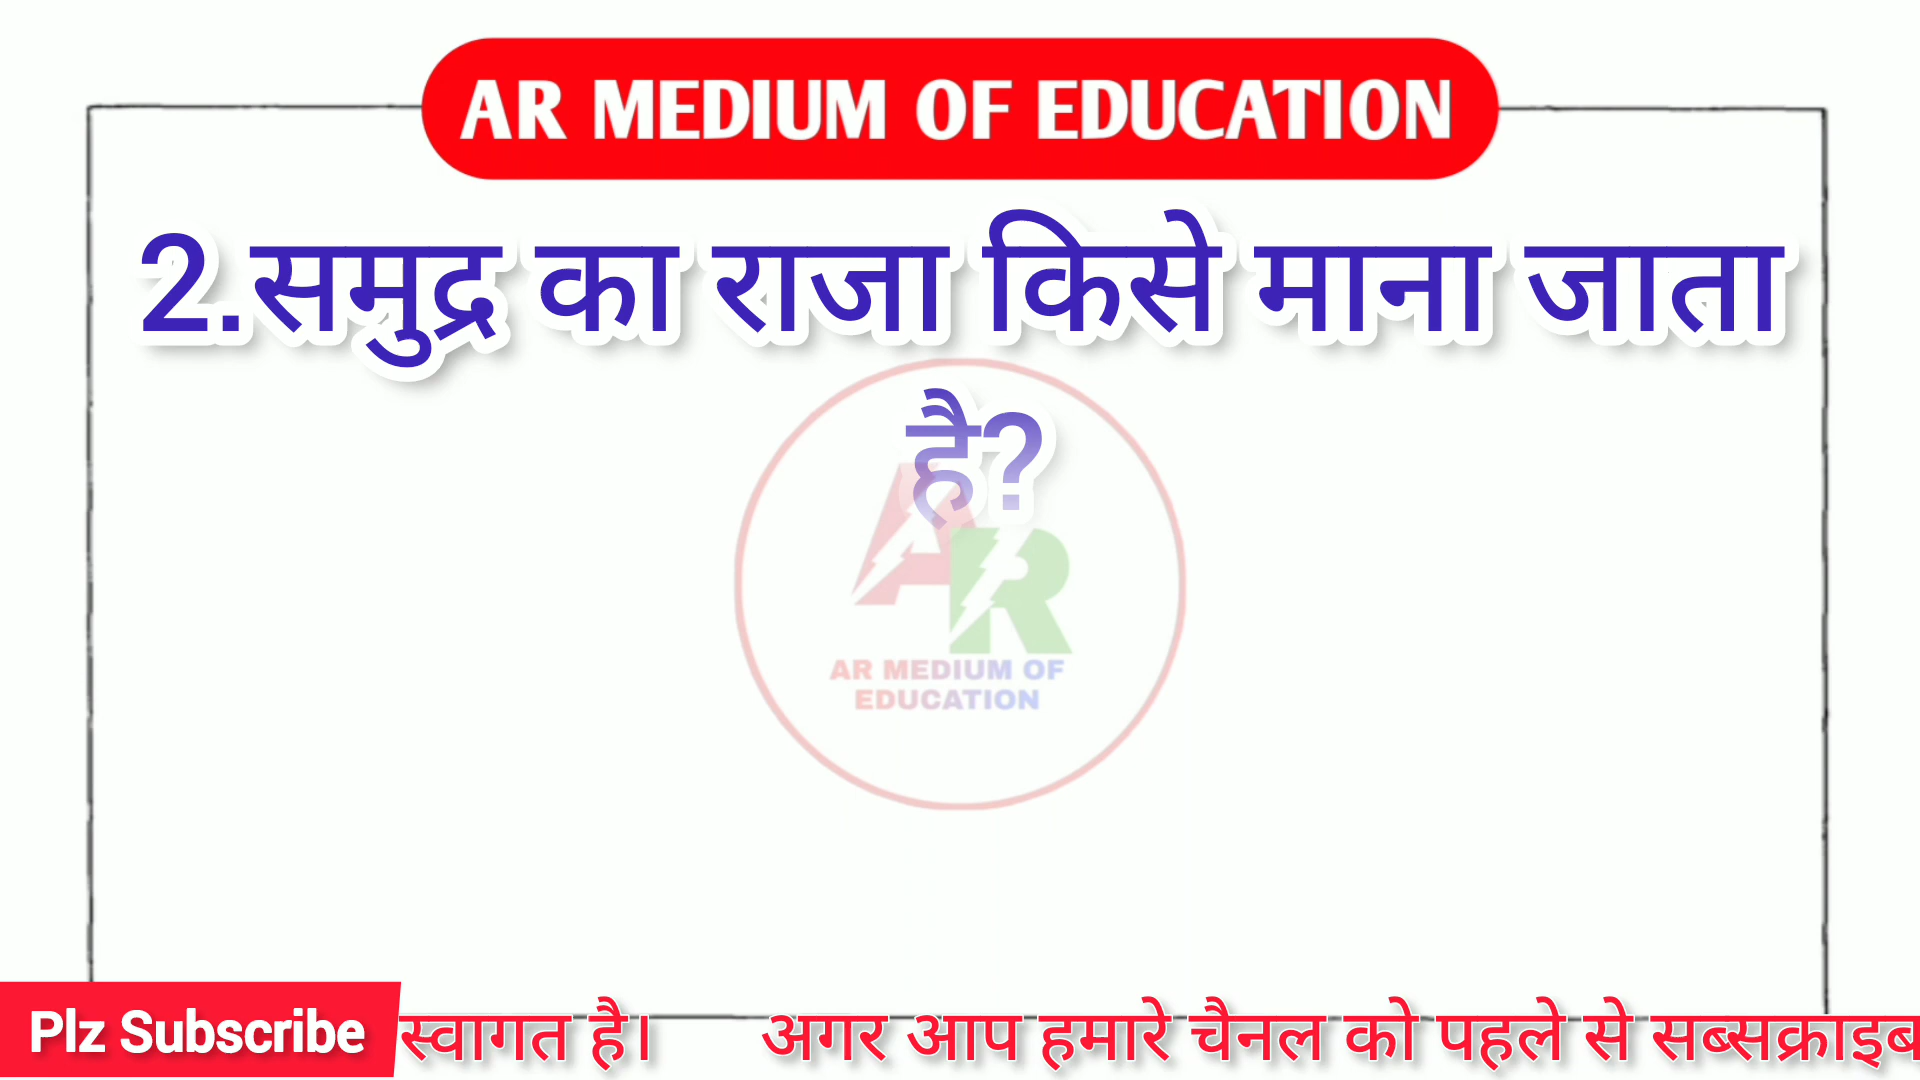 AR MEDIUM OF EDUCATION
2.समुद्र का राजा किसे माना जाता
है?
AR
AR MEDIUM OF
EDUCATION
Plz Subscribe
स्वागत है। अगर आप हमारे चैनल को पहले से सब्सक्राइब